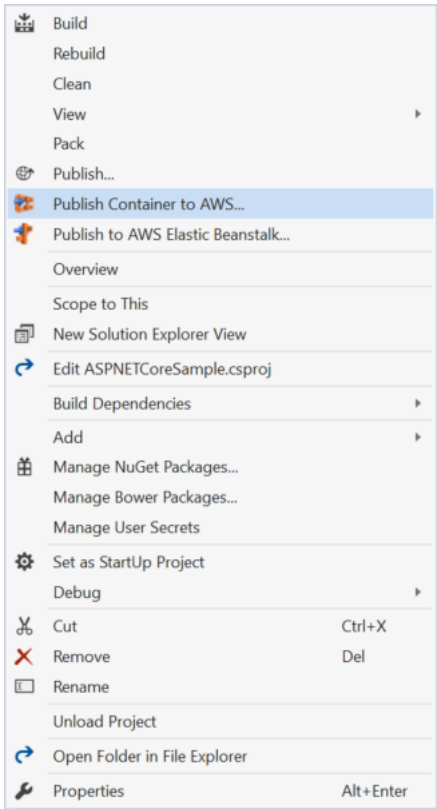 Build
Rebuild
Clean
View
Pack
Publish...
Publish Container to AWS...
Publish to AWS Elastic Beanstalk...
Overview
Scope to This
New Solution Explorer View
Edit ASPNETCoreSample.csproj
Build Dependencies
Add
Manage NuGet Packages...
Manage Bower Packages...
Manage User Secrets
Set as StartUp Project
Debug
Cut Ctrl+X
Remove Del
Rename
Unload Project
Open Folder in File Explorer
Properties Alt+Enter